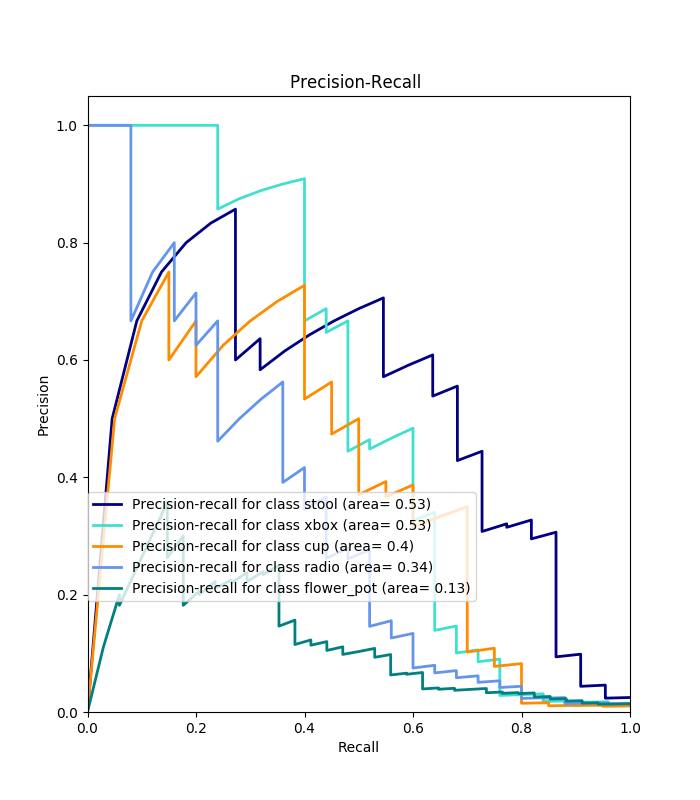 Precision-Recall
1.0
0.8
0.6
0.4
0.2
0.0
Precision
Precision-recall for class stool (area= 0.53)
Precision-recall for class xbox (area= 0.53)
Precision-recall for class cup (area= 0.4)
Precision-recall for class radio (area= 0.34)
Precision-recall for class flower_pot (area= 0.13)
0.0 0.2 0.4 0.6 0.8 1.0
Recall